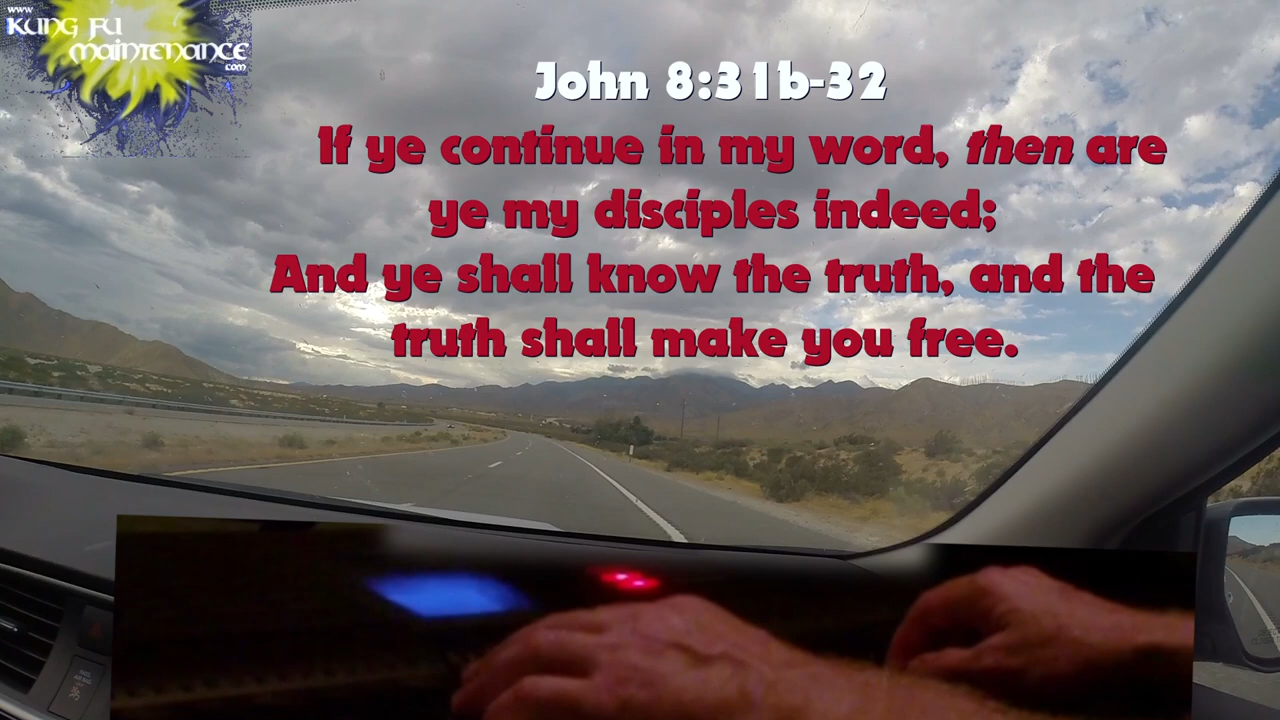 www
KUNG FU
MAINTENANCE
.com
John 8:31b-32
If ye continue in my word, then are
ye my disciples indeed;
And ye shall know the truth, and the
truth shall make you free.